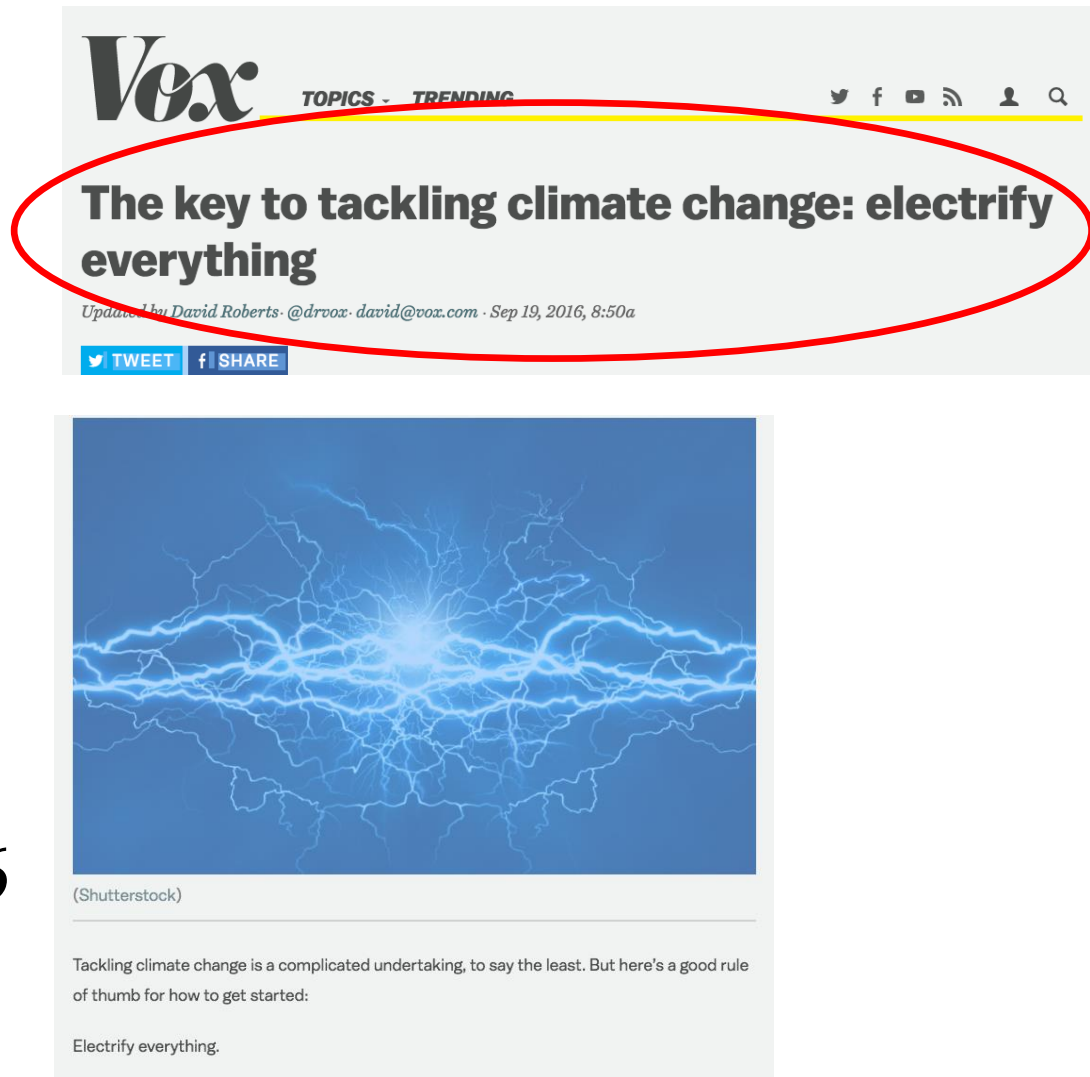 Vox
TOPICS TRENDING
The key to tackling climate change: electrify
everything
Updated by David Roberts · @drvox · david@vox.com · Sep 19, 2016, 8:50a
TWEET f SHARE
(Shutterstock)
Tackling climate change is a complicated undertaking, to say the least. But here's a good rule
of thumb for how to get started:
Electrify everything.